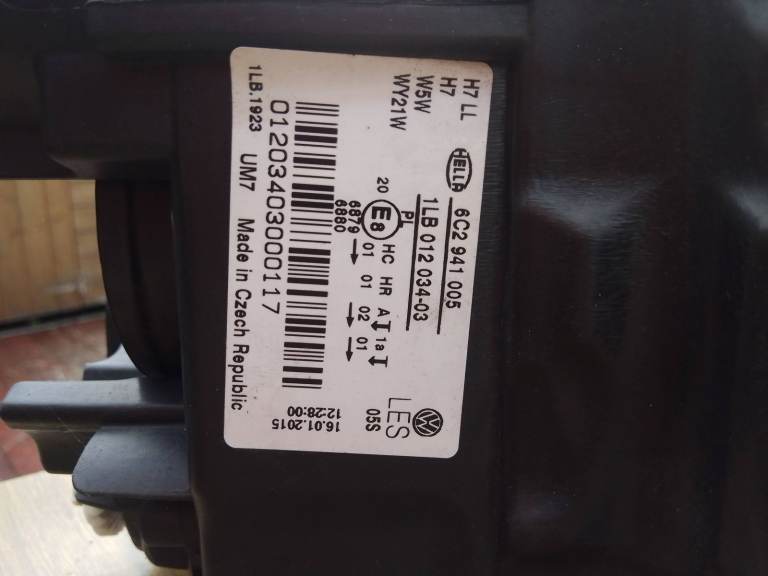 H7 LL
H7
W5W
WY21W
HELLA
6C2 941 005
1LB 012 034-03
PL
20 E8 HC HR A 1a
01 01 02 01
6879
6880
LES
05S
01203403000117
16.01.2015
12:28:00
1LB.1923 UM7 Made in Czech Republic